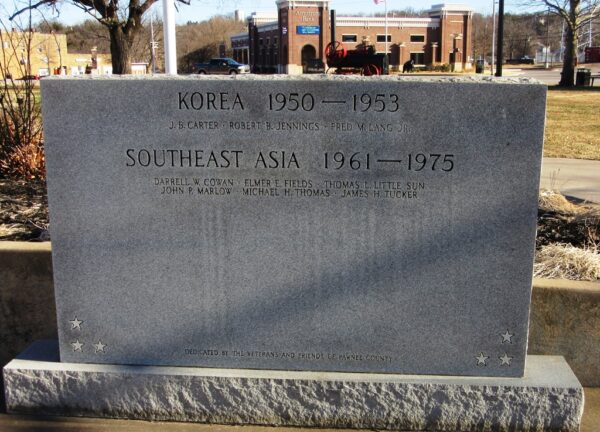 KOREA 1950—1953
J. B. CARTER · ROBERT B. JENNINGS · FRED M. LANG JR.
SOUTHEAST ASIA 1961—1975
DARRELL W. COWAN · ELMER E. FIELDS · THOMAS L. LITTLE SUN
JOHN P. MARLOW · MICHAEL H. THOMAS · JAMES H. TUCKER
DEDICATED BY THE VETERANS AND FRIENDS OF PAWNEE COUNTY